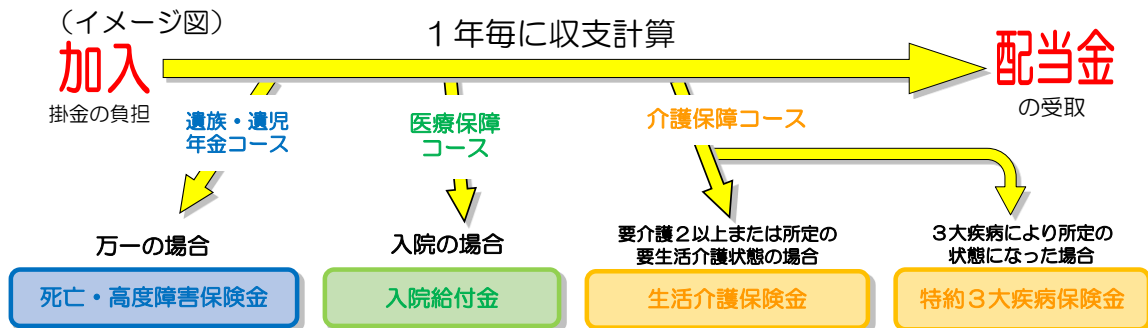 （イメージ図）
加入
掛金の負担
１年毎に収支計算
配当金
の受取
遺族・遺児
年金コース
医療保障
コース
介護保障コース
万一の場合
死亡・高度障害保険金
入院の場合
入院給付金
要介護２以上または所定の
要生活介護状態の場合
生活介護保険金
３大疾病により所定の
状態になった場合
特約３大疾病保険金